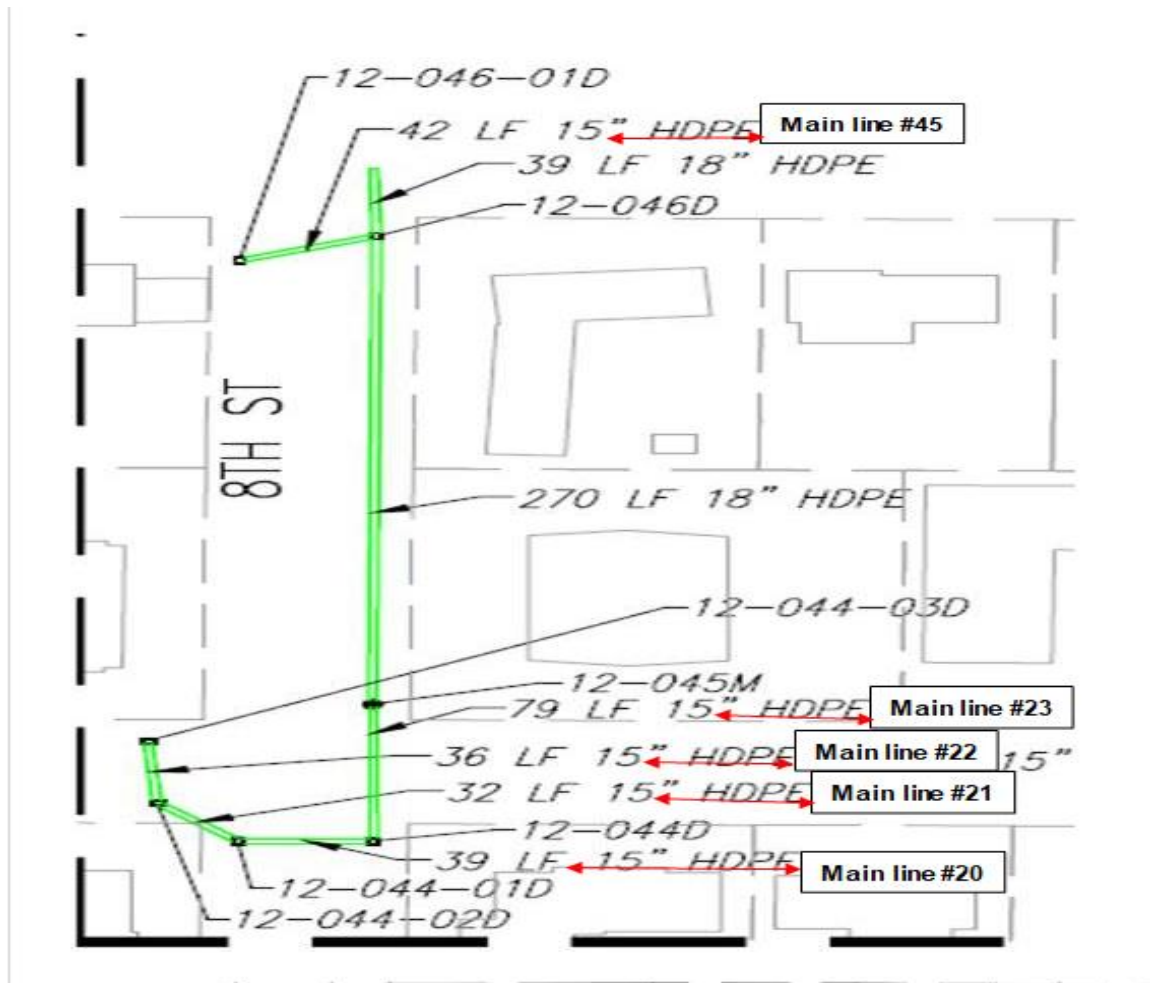 12-046-01D
42 LF 15" HDPE Main line #45
39 LF 18" HDPE
12-046D
8TH ST
270 LF 18" HDPE
12-044-03D
12-045M
79 LF 15" HDPE Main line #23
36 LF 15" HDPE Main line #22 15"
32 LF 15" HDPE Main line #21
12-044D
39 LF 15" HDPE Main line #20
12-044-01D
12-044-02D